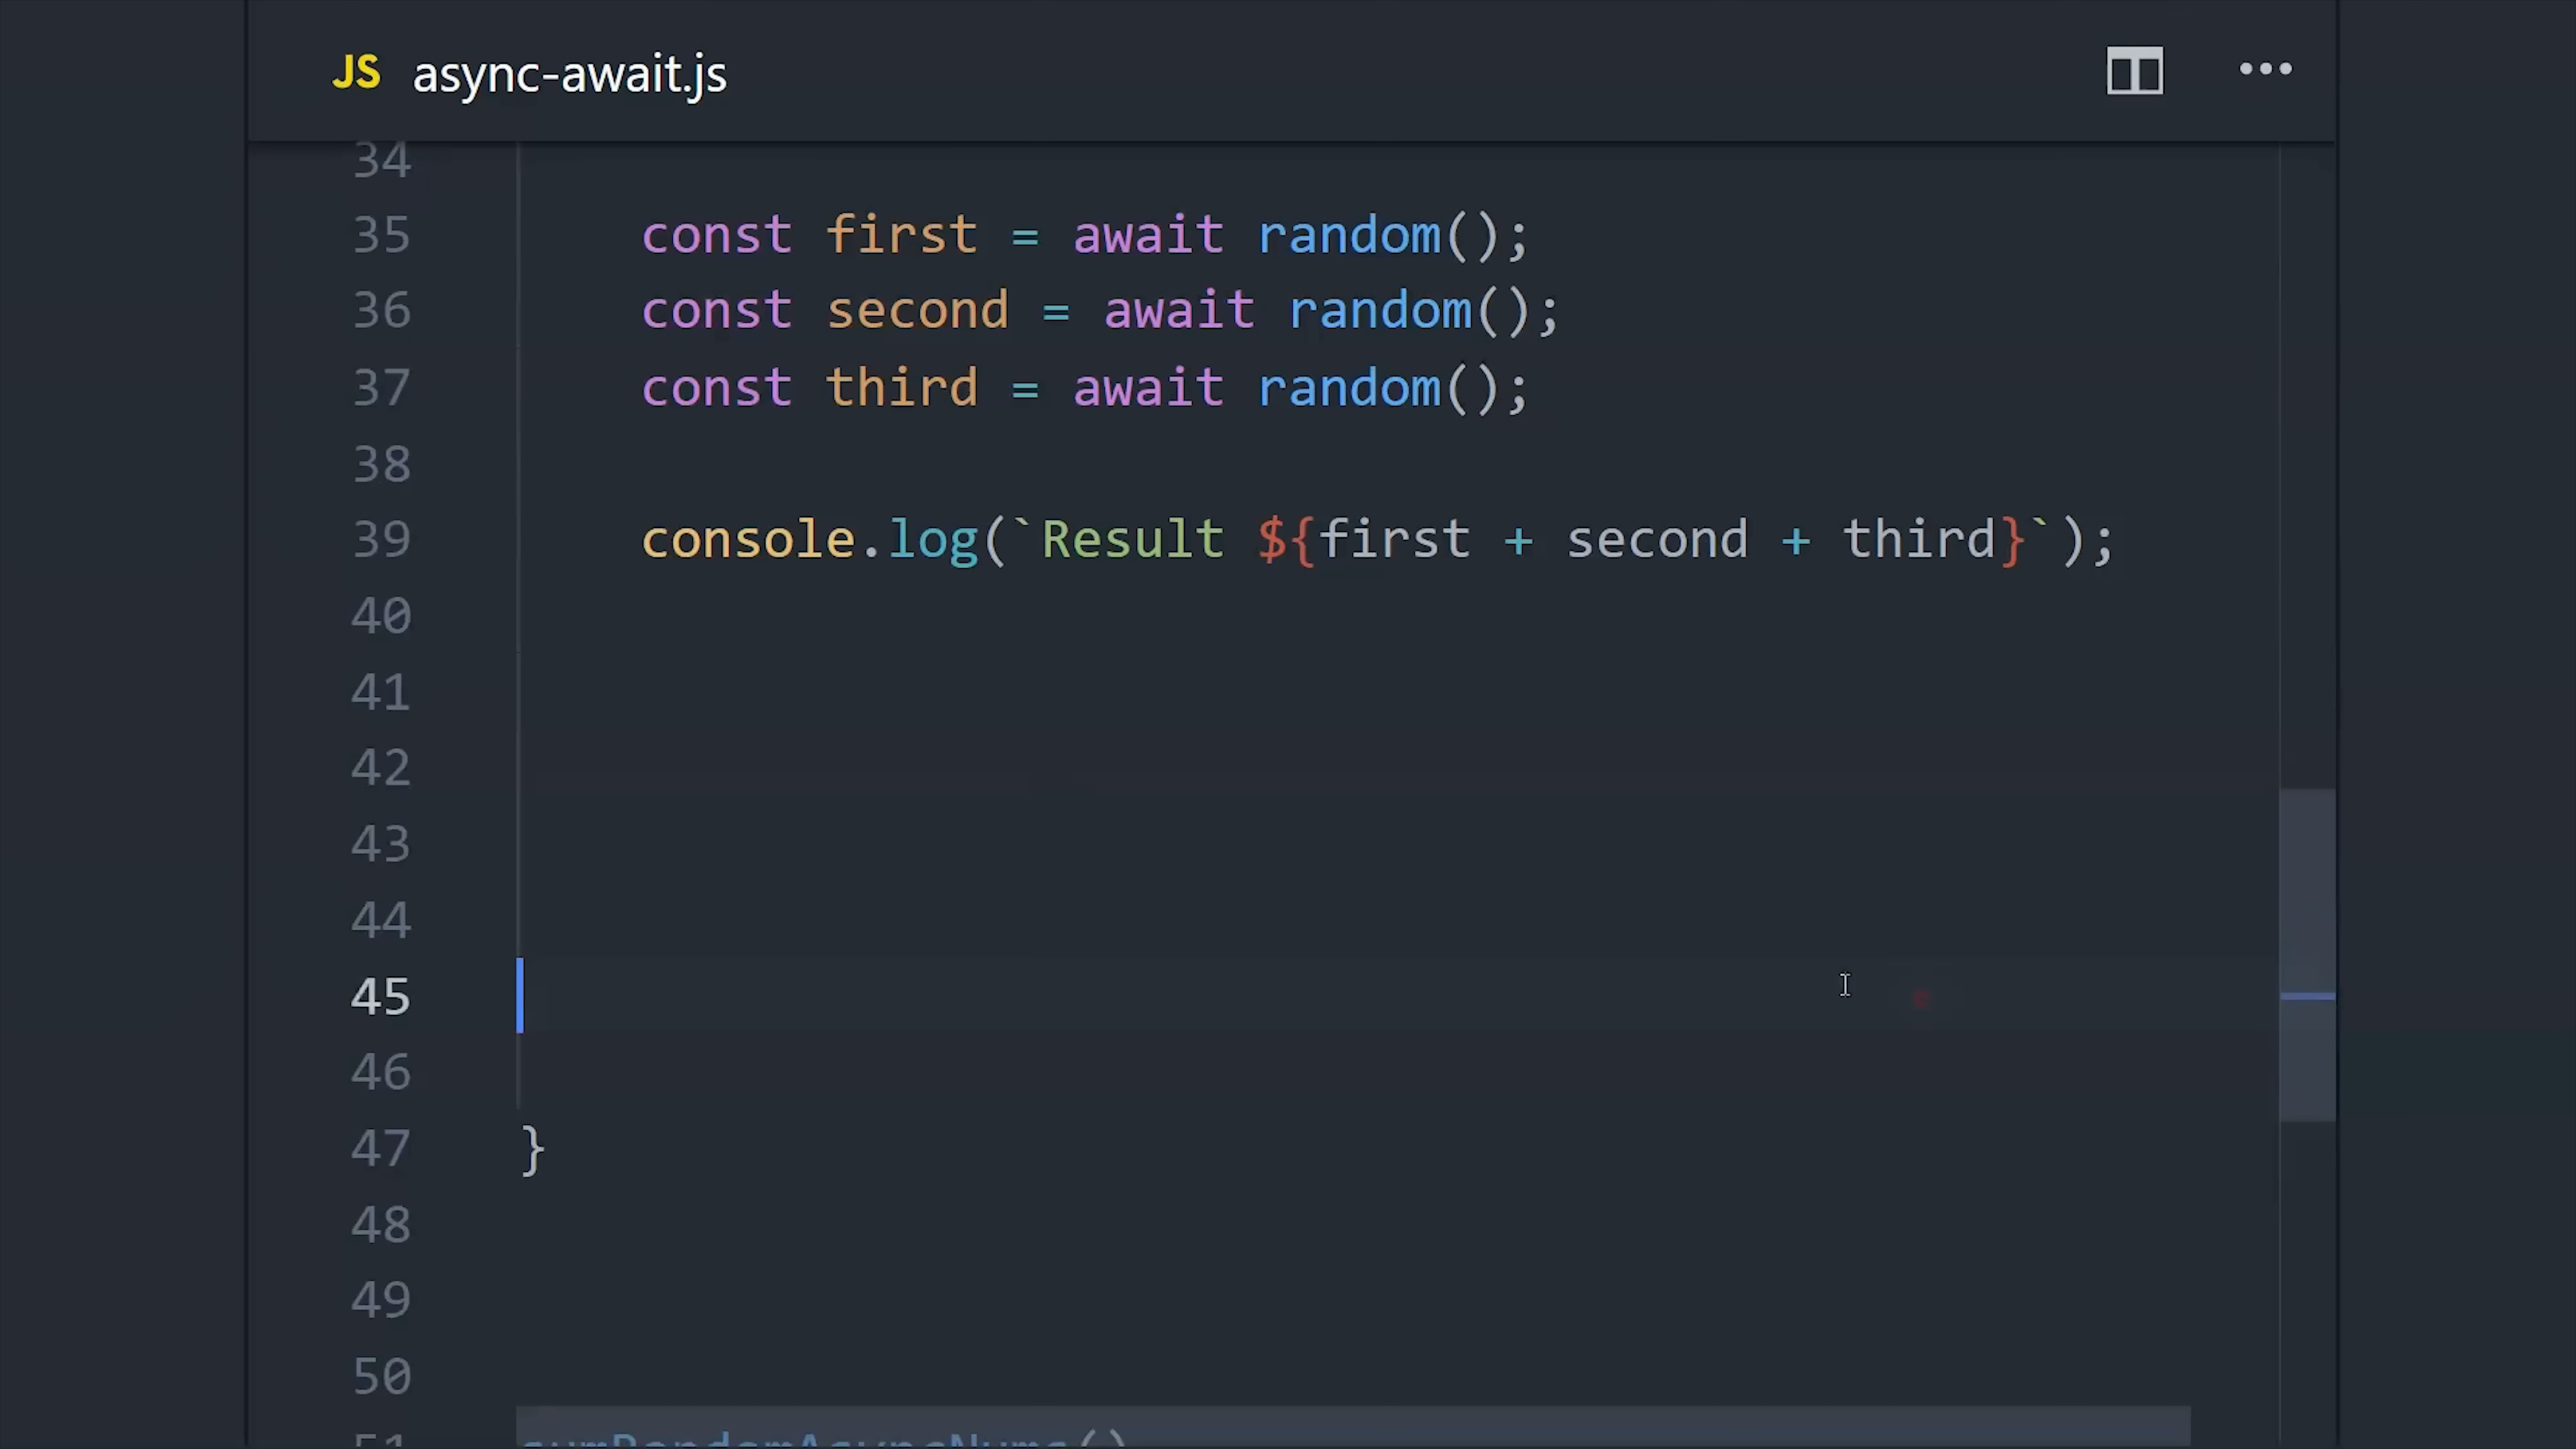 JS async-await.js
34
35 const first = await random();
36 const second = await random();
37 const third = await random();
38
39 console.log(`Result ${first + second + third}`);
40
41
42
43
44
45
46
47 }
48
49
50
51 sumRandomAsyncNums()